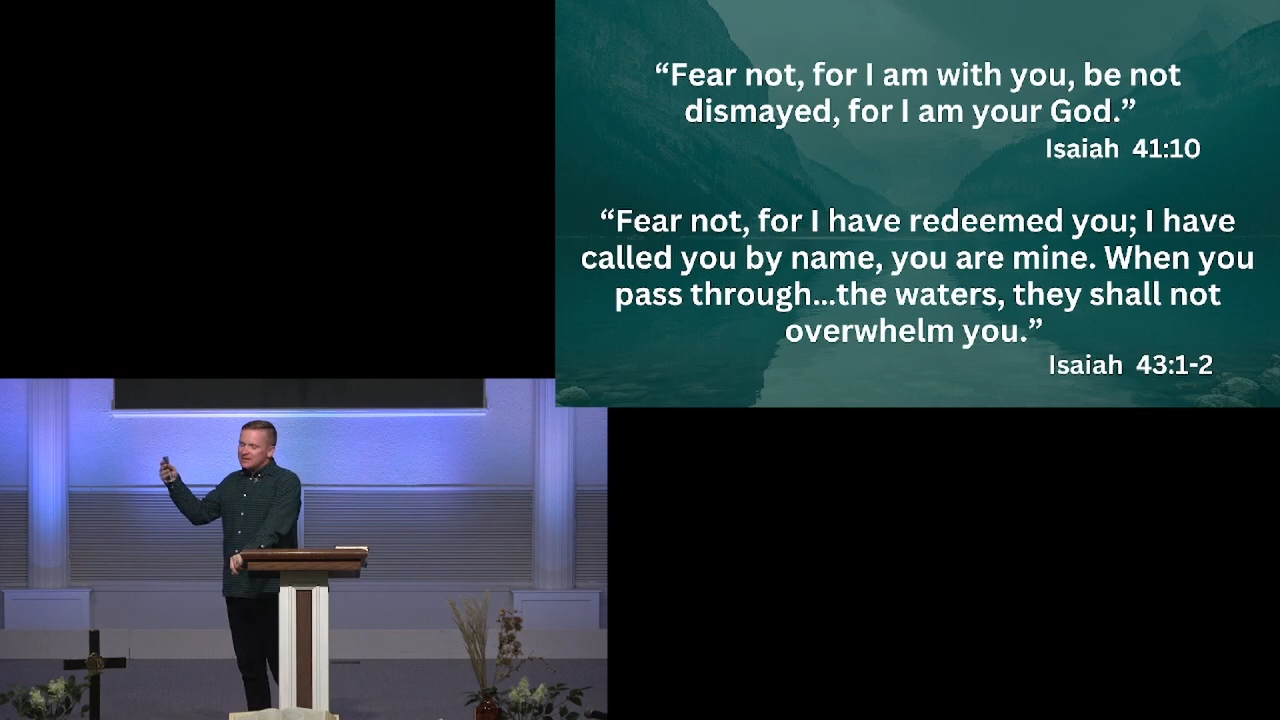 “Fear not, for I am with you, be not
dismayed, for I am your God.”
Isaiah 41:10
“Fear not, for I have redeemed you; I have
called you by name, you are mine. When you
pass through...the waters, they shall not
overwhelm you.”
Isaiah 43:1-2